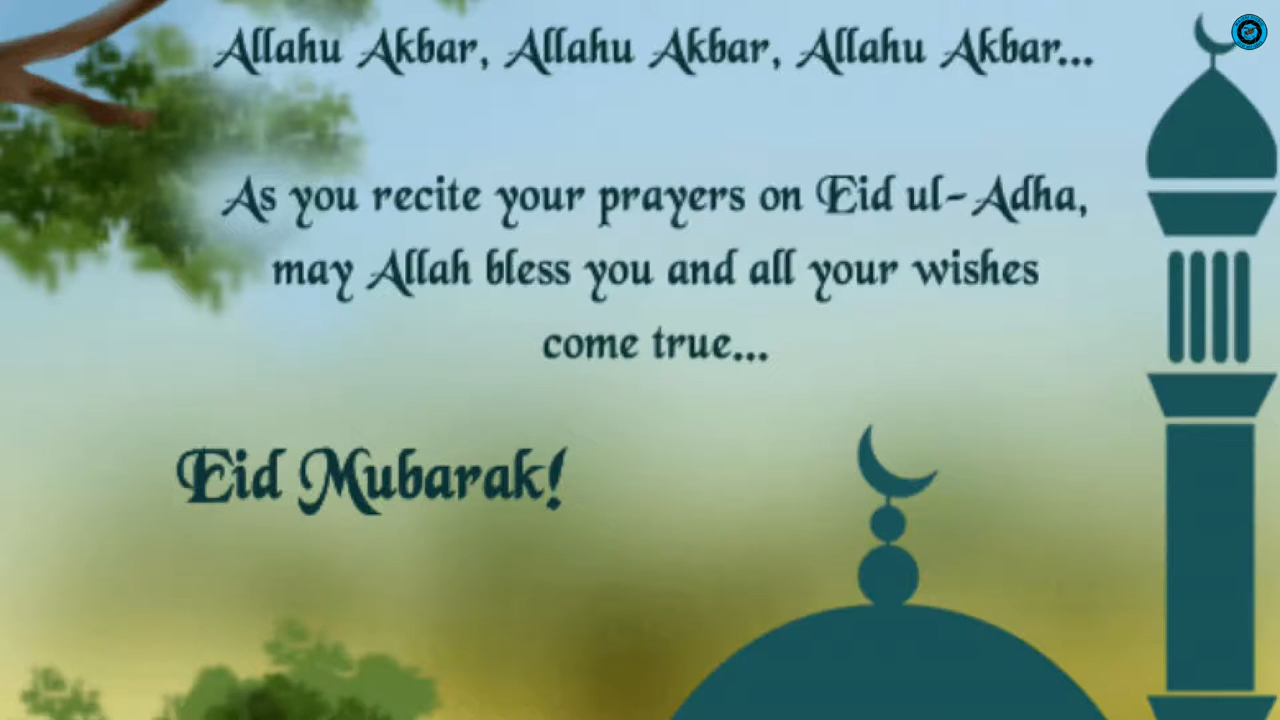 Allahu Akbar, Allahu Akbar, Allahu Akbar...
As you recite your prayers on Eid ul-Adha,
may Allah bless you and all your wishes
come true...
Eid Mubarak!